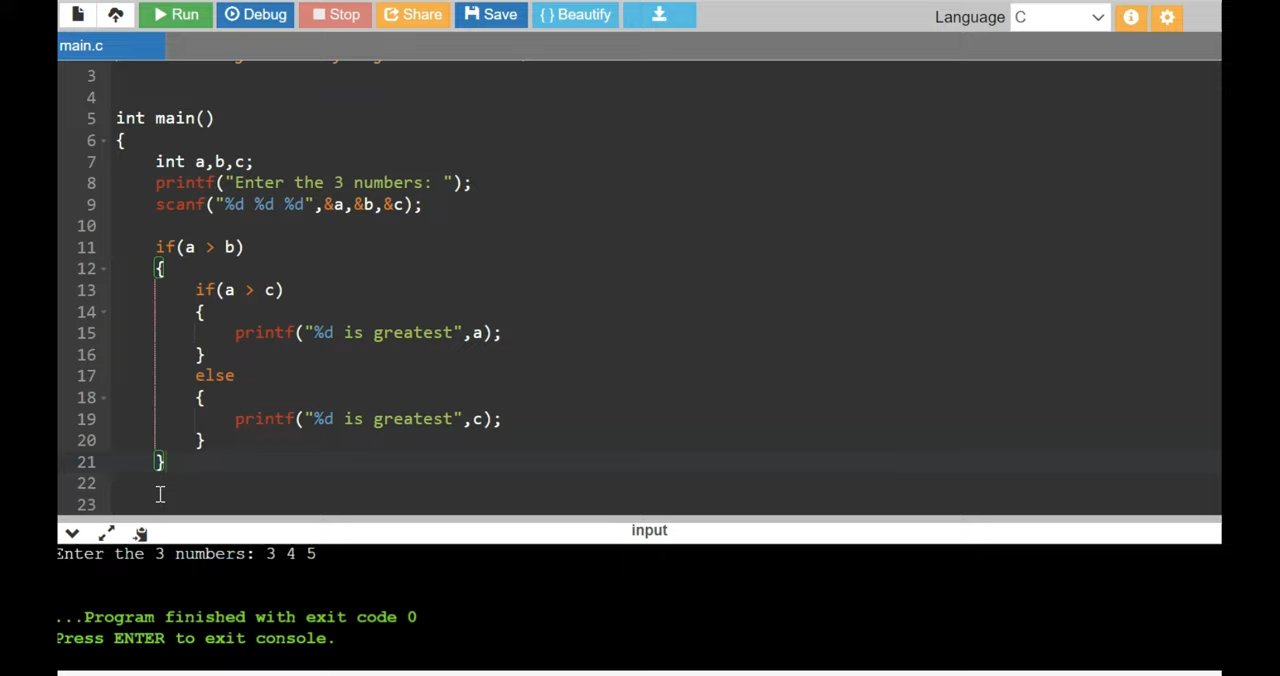 Run Debug Stop Share Save { } Beautify Language C
main.c
3
4
5 int main()
6 {
7 int a,b,c;
8 printf("Enter the 3 numbers: ");
9 scanf("%d %d %d",&a,&b,&c);
10
11 if(a > b)
12 {
13 if(a > c)
14 {
15 printf("%d is greatest",a);
16 }
17 else
18 {
19 printf("%d is greatest",c);
20 }
21 }
22
23
input
Enter the 3 numbers: 3 4 5
...Program finished with exit code 0
Press ENTER to exit console.